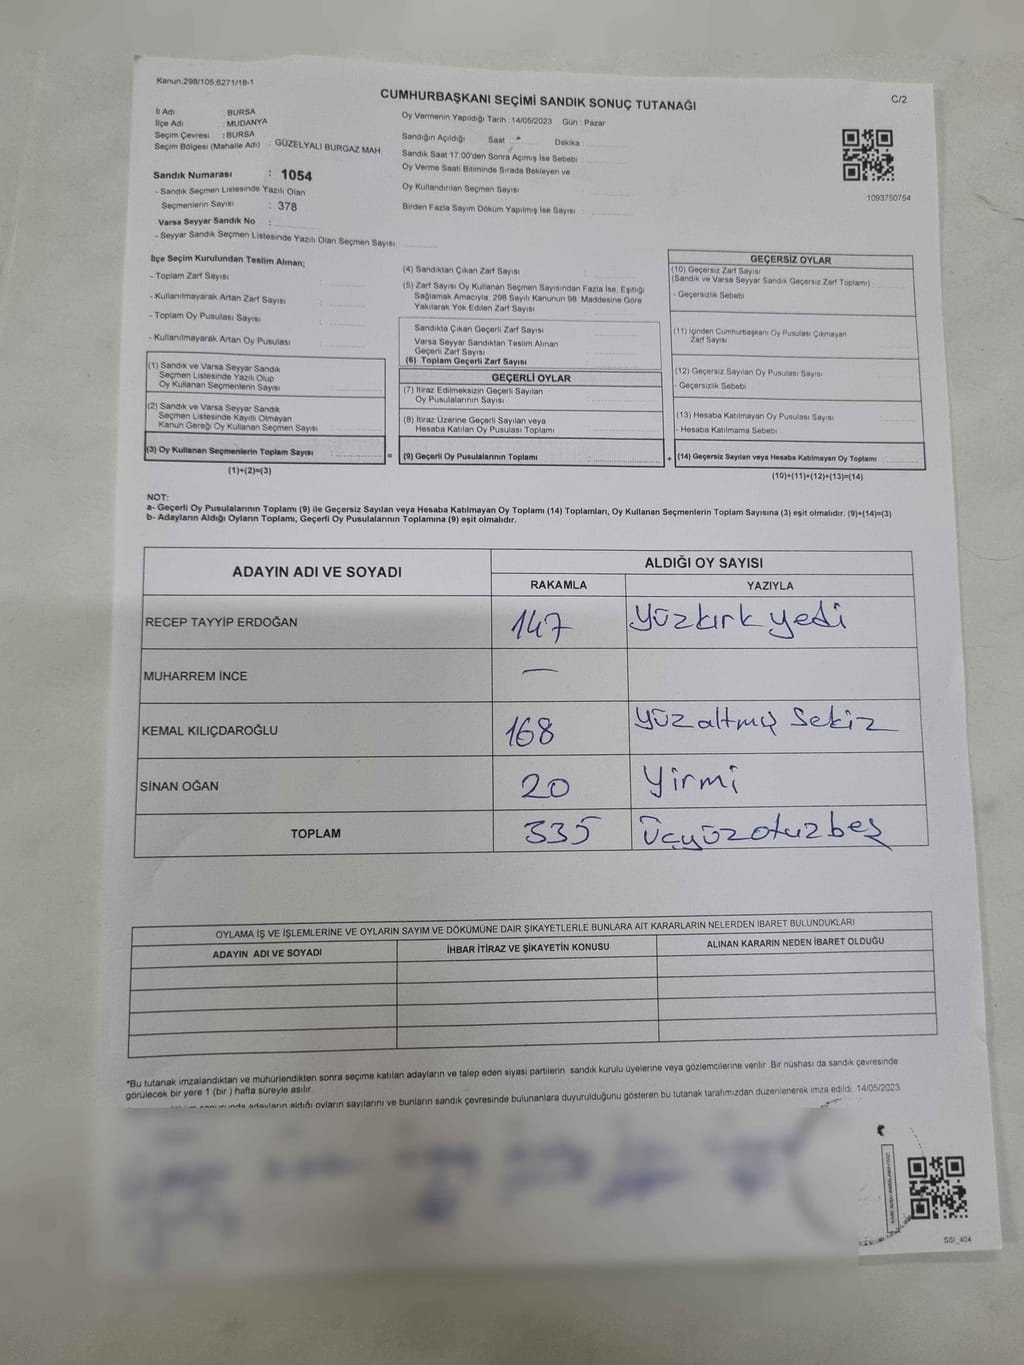 Kanun:298/105;6271/18-1
CUMHURBAŞKANI SEÇİMİ SANDIK SONUÇ TUTANAĞI
C/2
İl Adı : BURSA
İlçe Adı : MUDANYA
Seçim Çevresi : BURSA
Seçim Bölgesi (Mahalle Adı) : GÜZELYALI BURGAZ MAH.
Sandık Numarası : 1054
- Sandık Seçmen Listesinde Yazılı Olan
Seçmenlerin Sayısı : 378
Varsa Seyyar Sandık No :
- Seyyar Sandık Seçmen Listesinde Yazılı Olan Seçmen Sayısı:
Oy Vermenin Yapıldığı Tarih :14/05/2023 Gün : Pazar
Sandığın Açıldığı Saat : Dakika :
Sandık Saat 17.00'den Sonra Açılmış İse Sebebi :
Oy Verme Saati Bitiminde Sırada Bekleyen ve
Oy Kullandırılan Seçmen Sayısı
Birden Fazla Sayım Döküm Yapılmış İse Sayısı :
1093750754
İlçe Seçim Kurulundan Teslim Alınan;
- Toplam Zarf Sayısı :
- Kullanılmayarak Artan Zarf Sayısı :
- Toplam Oy Pusulası Sayısı :
- Kullanılmayarak Artan Oy Pusulası :
(1) Sandık ve Varsa Seyyar Sandık
Seçmen Listesinde Yazılı Olup
Oy Kullanan Seçmenlerin Sayısı :
(2) Sandık ve Varsa Seyyar Sandık
Seçmen Listesinde Kayıtlı Olmayan
Kanun Gereği Oy Kullanan Seçmen Sayısı :
(3) Oy Kullanan Seçmenlerin Toplam Sayısı :
(1)+(2)=(3)
(4) Sandıktan Çıkan Zarf Sayısı :
(5) Zarf Sayısı Oy Kullanan Seçmen Sayısından Fazla İse, Eşitliği
Sağlamak Amacıyla, 298 Sayılı Kanunun 98. Maddesine Göre
Yakılarak Yok Edilen Zarf Sayısı :
Sandıkta Çıkan Geçerli Zarf Sayısı :
Varsa Seyyar Sandıktan Teslim Alınan
Geçerli Zarf Sayısı :
(6) Toplam Geçerli Zarf Sayısı :
GEÇERLİ OYLAR
(7) İtiraz Edilmeksizin Geçerli Sayılan
Oy Pusulalarının Sayısı :
(8) İtiraz Üzerine Geçerli Sayılan veya
Hesaba Katılan Oy Pusulası Toplamı :
= (9) Geçerli Oy Pusulalarının Toplamı :
GEÇERSİZ OYLAR
(10) Geçersiz Zarf Sayısı
(Sandık ve Varsa Seyyar Sandık Geçersiz Zarf Toplamı) :
- Geçersizlik Sebebi :
(11) İçinden Cumhurbaşkanı Oy Pusulası Çıkmayan
Zarf Sayısı :
(12) Geçersiz Sayılan Oy Pusulası Sayısı :
- Geçersizlik Sebebi :
(13) Hesaba Katılmayan Oy Pusulası Sayısı :
- Hesaba Katılmama Sebebi :
+ (14) Geçersiz Sayılan veya Hesaba Katılmayan Oy Toplamı :
(10)+(11)+(12)+(13)=(14)
NOT:
a- Geçerli Oy Pusulalarının Toplamı (9) ile Geçersiz Sayılan veya Hesaba Katılmayan Oy Toplamı (14) Toplamları, Oy Kullanan Seçmenlerin Toplam Sayısına (3) eşit olmalıdır. (9)+(14)=(3)
b- Adayların Aldığı Oyların Toplamı, Geçerli Oy Pusulalarının Toplamına (9) eşit olmalıdır.
ADAYIN ADI VE SOYADI
ALDIĞI OY SAYISI
RAKAMLA YAZIYLA
RECEP TAYYİP ERDOĞAN 147 Yüzkırk yedi
MUHARREM İNCE —
KEMAL KILIÇDAROĞLU 168 Yüzaltmış Sekiz
SİNAN OĞAN 20 Yirmi
TOPLAM 335 Üçyüzotuzbeş
OYLAMA İŞ VE İŞLEMLERİNE VE OYLARIN SAYIM VE DÖKÜMÜNE DAİR ŞİKAYETLERLE BUNLARA AİT KARARLARIN NELERDEN İBARET BULUNDUKLARI
ADAYIN ADI VE SOYADI İHBAR İTİRAZ VE ŞİKAYETİN KONUSU ALINAN KARARIN NEDEN İBARET OLDUĞU
*Bu tutanak imzalandıktan ve mühürlendikten sonra seçime katılan adayların ve talep eden siyasi partilerin sandık kurulu üyelerine veya gözlemcilerine verilir. Bir nüshası da sandık çevresinde
görülecek bir yere 1 (bir ) hafta süreyle asılır.
adayların aldığı oyların sayılarını ve bunların sandık çevresinde bulunanlara duyurulduğunu gösteren bu tutanak tarafımızdan düzenlenerek imza edildi. 14/05/2023
SSI_404